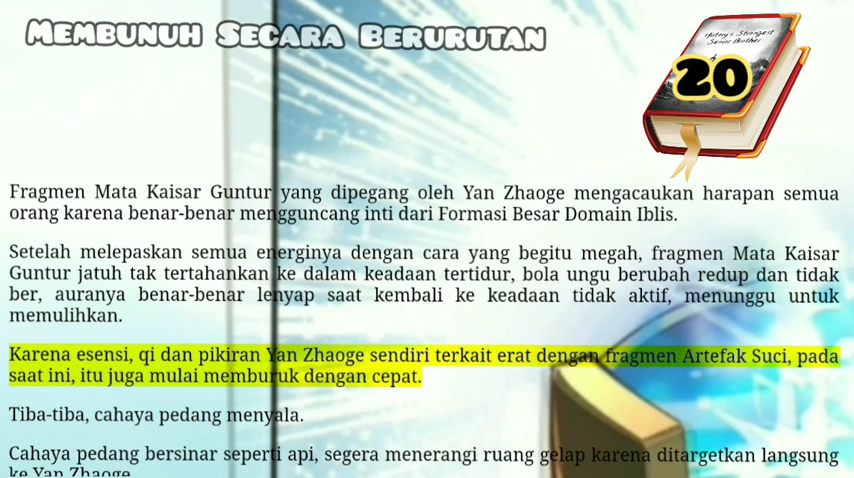 Membunuh Secara Berurutan
History's Strongest
Senior Brother
20
Fragmen Mata Kaisar Guntur yang dipegang oleh Yan Zhaoge mengacaukan harapan semua
orang karena benar-benar mengguncang inti dari Formasi Besar Domain Iblis.
Setelah melepaskan semua energinya dengan cara yang begitu megah, fragmen Mata Kaisar
Guntur jatuh tak tertahankan ke dalam keadaan tertidur, bola ungu berubah redup dan tidak
ber, auranya benar-benar lenyap saat kembali ke keadaan tidak aktif, menunggu untuk
memulihkan.
Karena esensi, qi dan pikiran Yan Zhaoge sendiri terkait erat dengan fragmen Artefak Suci, pada
saat ini, itu juga mulai memburuk dengan cepat.
Tiba-tiba, cahaya pedang menyala.
Cahaya pedang bersinar seperti api, segera menerangi ruang gelap karena ditargetkan langsung
ke Yan Zhaoge